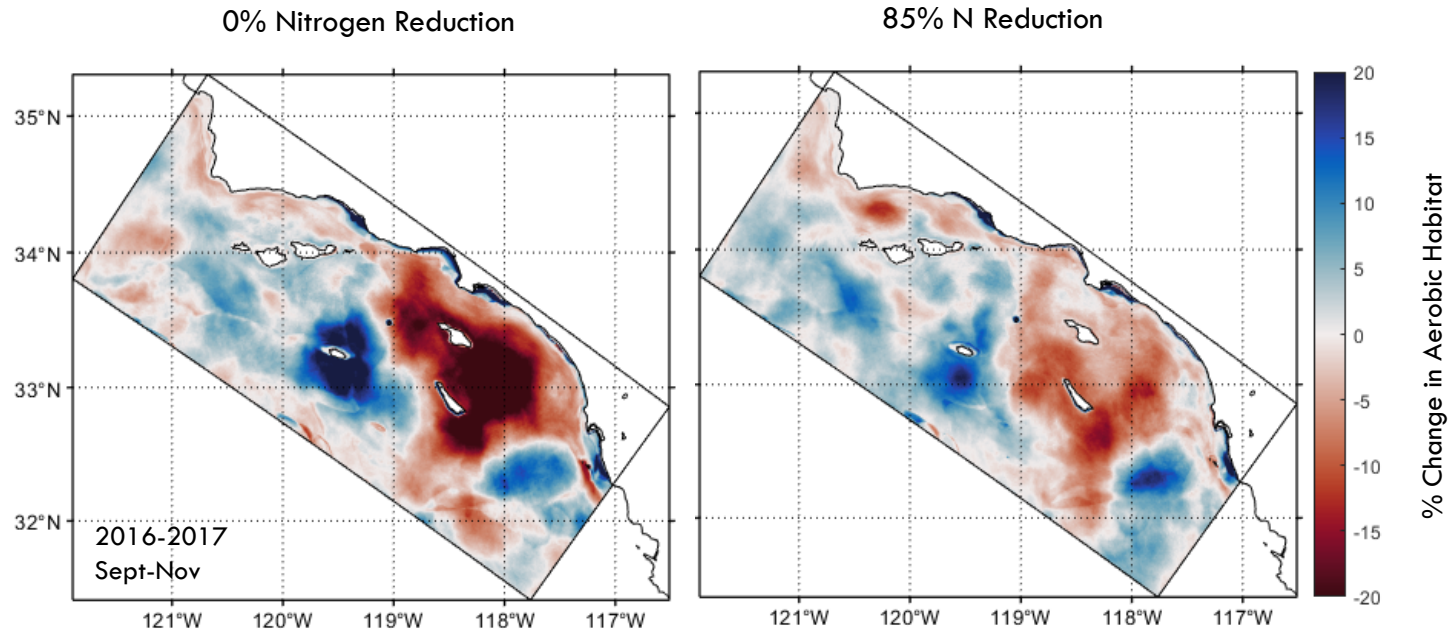 0% Nitrogen Reduction
85% N Reduction
35°N
34°N
33°N
32°N
2016-2017
Sept-Nov
121°W
120°W
119°W
118°W
117°W
121°W
120°W
119°W
118°W
117°W
20
15
10
5
0
-5
-10
-15
-20
% Change in Aerobic Habitat